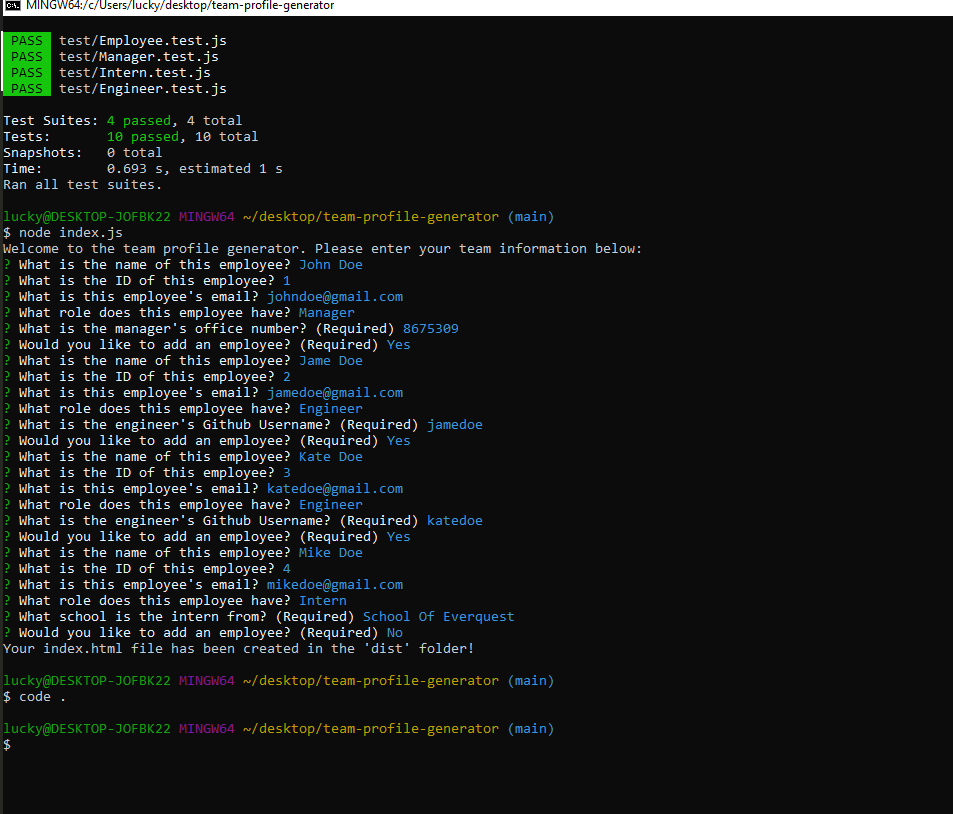 MINGW64:/c/Users/lucky/desktop/team-profile-generator
PASS test/Employee.test.js
PASS test/Manager.test.js
PASS test/Intern.test.js
PASS test/Engineer.test.js
Test Suites: 4 passed, 4 total
Tests: 10 passed, 10 total
Snapshots: 0 total
Time: 0.693 s, estimated 1 s
Ran all test suites.
lucky@DESKTOP-JOFBK22 MINGW64 ~/desktop/team-profile-generator (main)
$ node index.js
Welcome to the team profile generator. Please enter your team information below:
? What is the name of this employee? John Doe
? What is the ID of this employee? 1
? What is this employee's email? johndoe@gmail.com
? What role does this employee have? Manager
? What is the manager's office number? (Required) 8675309
? Would you like to add an employee? (Required) Yes
? What is the name of this employee? Jame Doe
? What is the ID of this employee? 2
? What is this employee's email? jamedoe@gmail.com
? What role does this employee have? Engineer
? What is the engineer's Github Username? (Required) jamedoe
? Would you like to add an employee? (Required) Yes
? What is the name of this employee? Kate Doe
? What is the ID of this employee? 3
? What is this employee's email? katedoe@gmail.com
? What role does this employee have? Engineer
? What is the engineer's Github Username? (Required) katedoe
? Would you like to add an employee? (Required) Yes
? What is the name of this employee? Mike Doe
? What is the ID of this employee? 4
? What is this employee's email? mikedoe@gmail.com
? What role does this employee have? Intern
? What school is the intern from? (Required) School Of Everquest
? Would you like to add an employee? (Required) No
Your index.html file has been created in the 'dist' folder!
lucky@DESKTOP-JOFBK22 MINGW64 ~/desktop/team-profile-generator (main)
$ code .
lucky@DESKTOP-JOFBK22 MINGW64 ~/desktop/team-profile-generator (main)
$